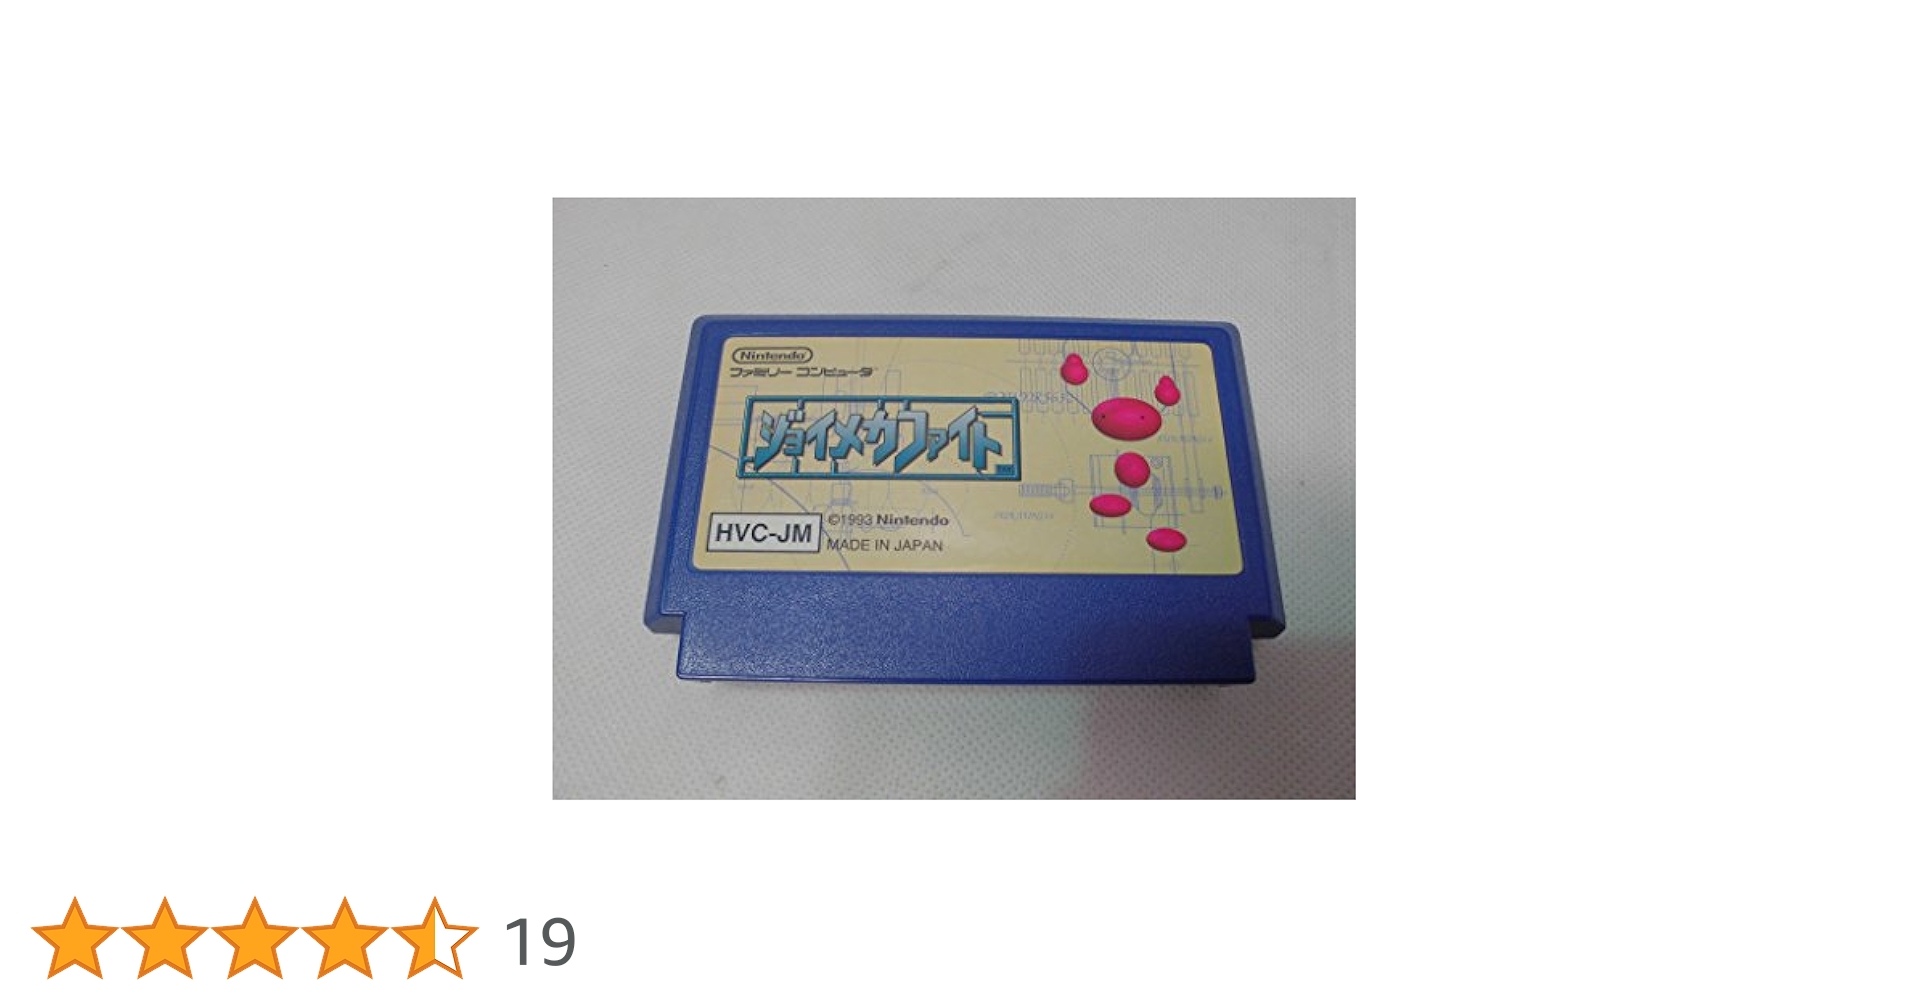 Nintendo
ファミリー コンピュータ
ジョイメカファイト
TM
HVC-JM
©1993 Nintendo
MADE IN JAPAN
19